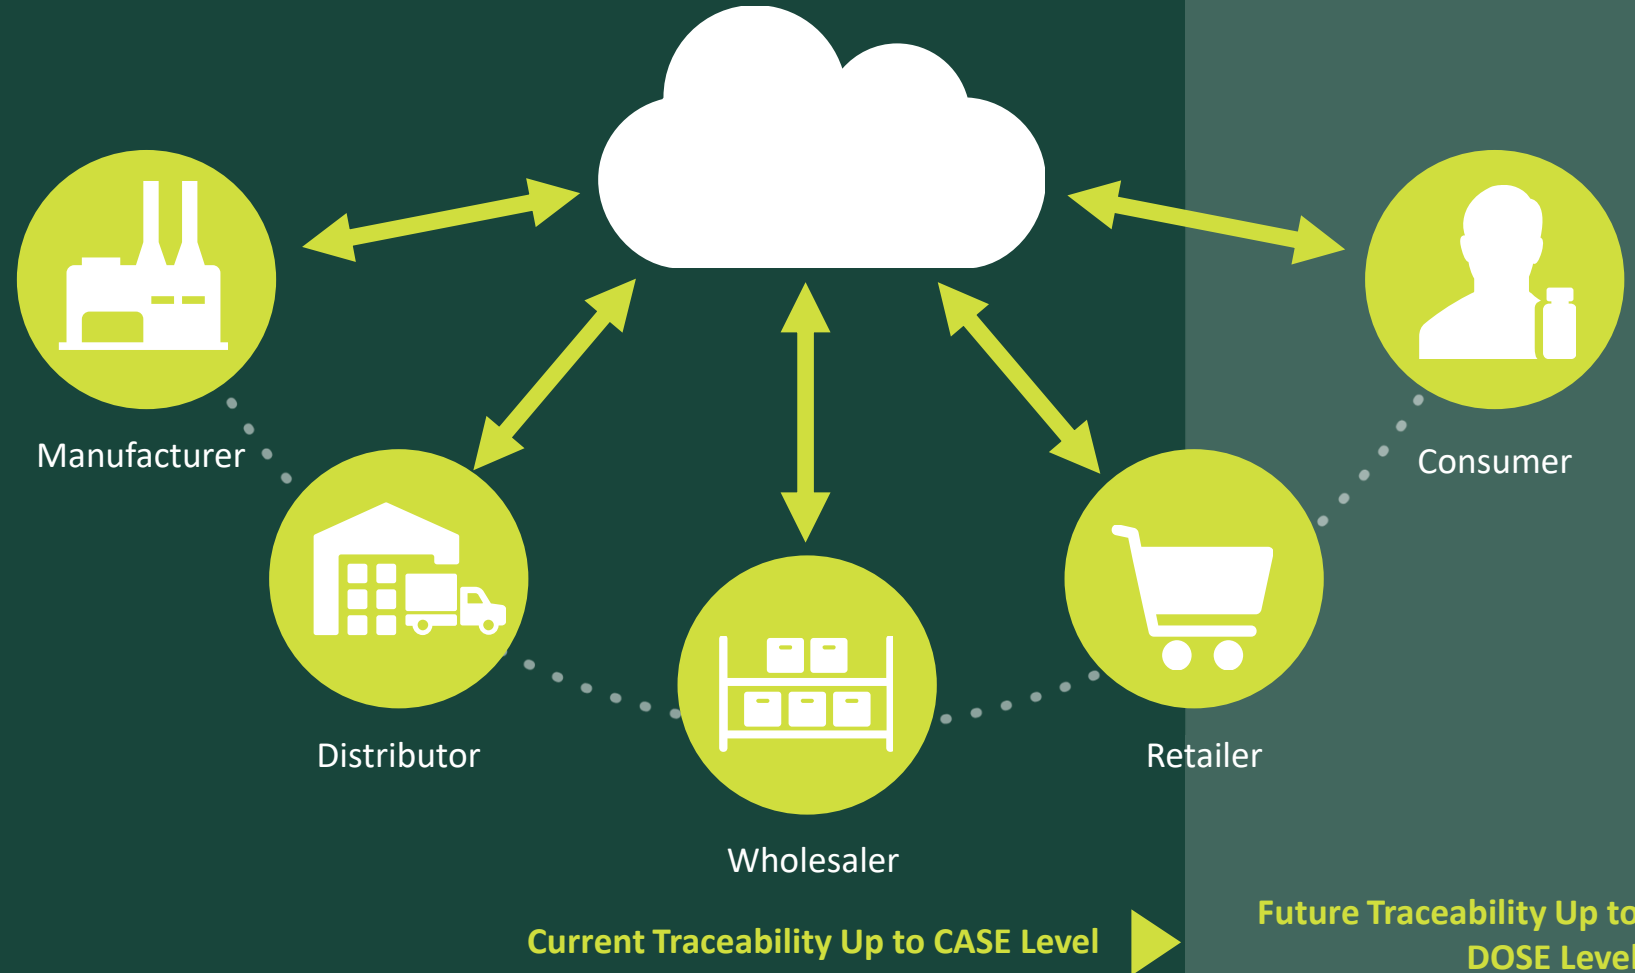 Manufacturer
Consumer
Distributor
Retailer
Wholesaler
Current Traceability Up to CASE Level
Future Traceability Up to
DOSE Level